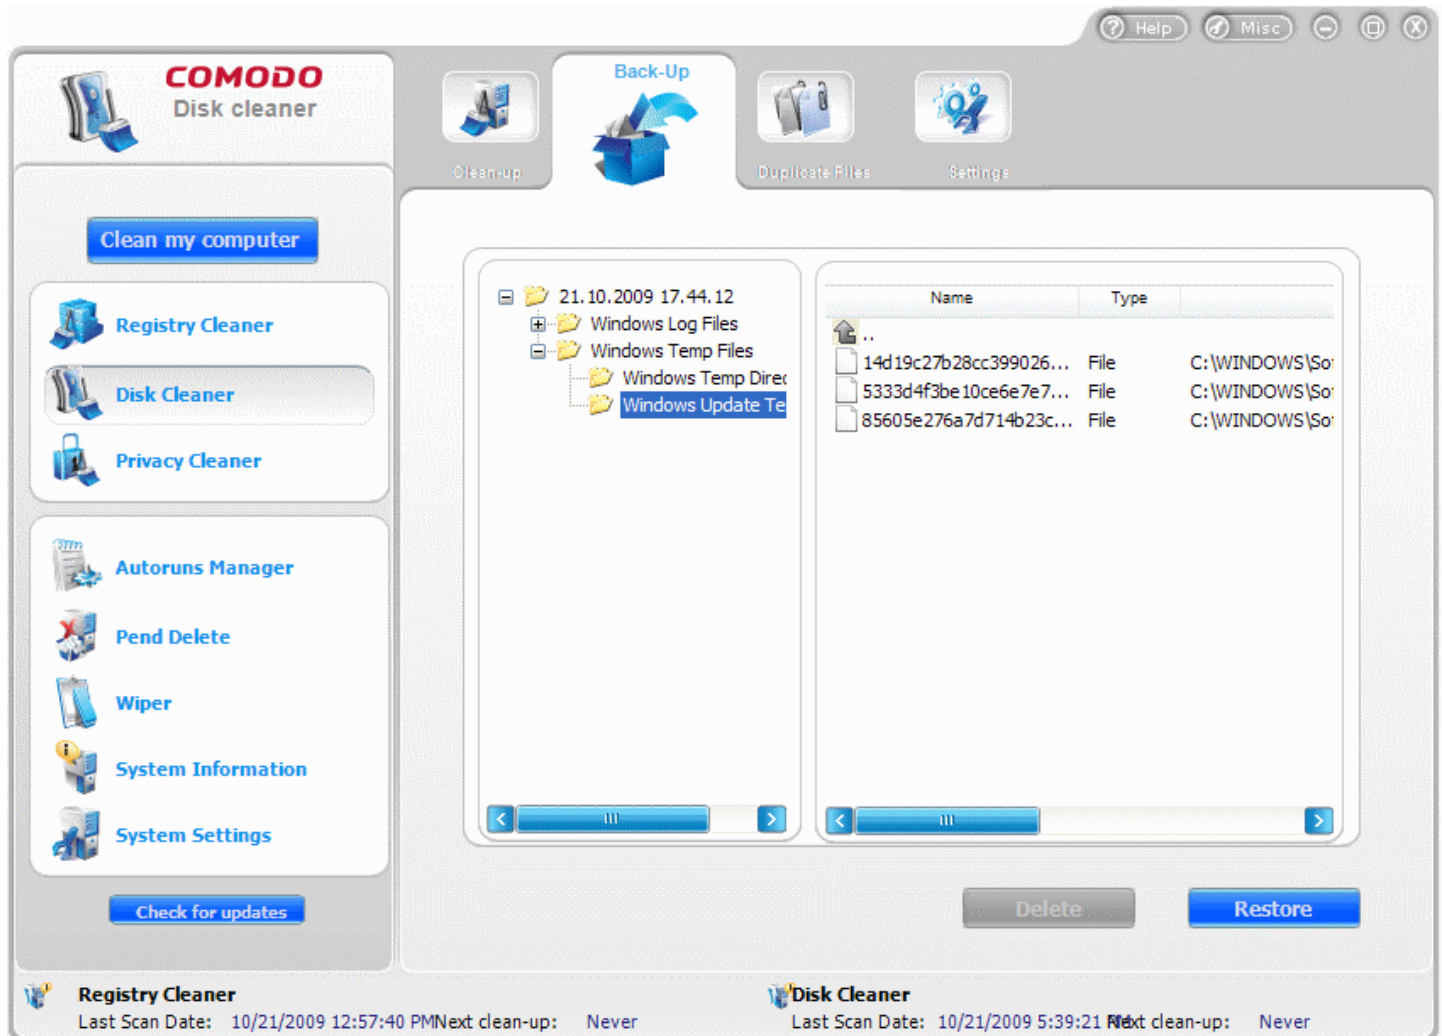 Help
Misc
COMODO
Disk cleaner
Clean-up
Back-Up
Duplicate Files
Settings
Clean my computer
Registry Cleaner
Disk Cleaner
Privacy Cleaner
Autoruns Manager
Pend Delete
Wiper
System Information
System Settings
Check for updates
21.10.2009 17.44.12
Windows Log Files
Windows Temp Files
Windows Temp Direc
Windows Update Te
Name Type
..
14d19c27b28cc399026... File C:\WINDOWS\So
5333d4f3be10ce6e7e7... File C:\WINDOWS\So
85605e276a7d714b23c... File C:\WINDOWS\So
Delete Restore
Registry Cleaner
Last Scan Date: 10/21/2009 12:57:40 PM Next clean-up: Never
Disk Cleaner
Last Scan Date: 10/21/2009 5:39:21 Next clean-up: Never